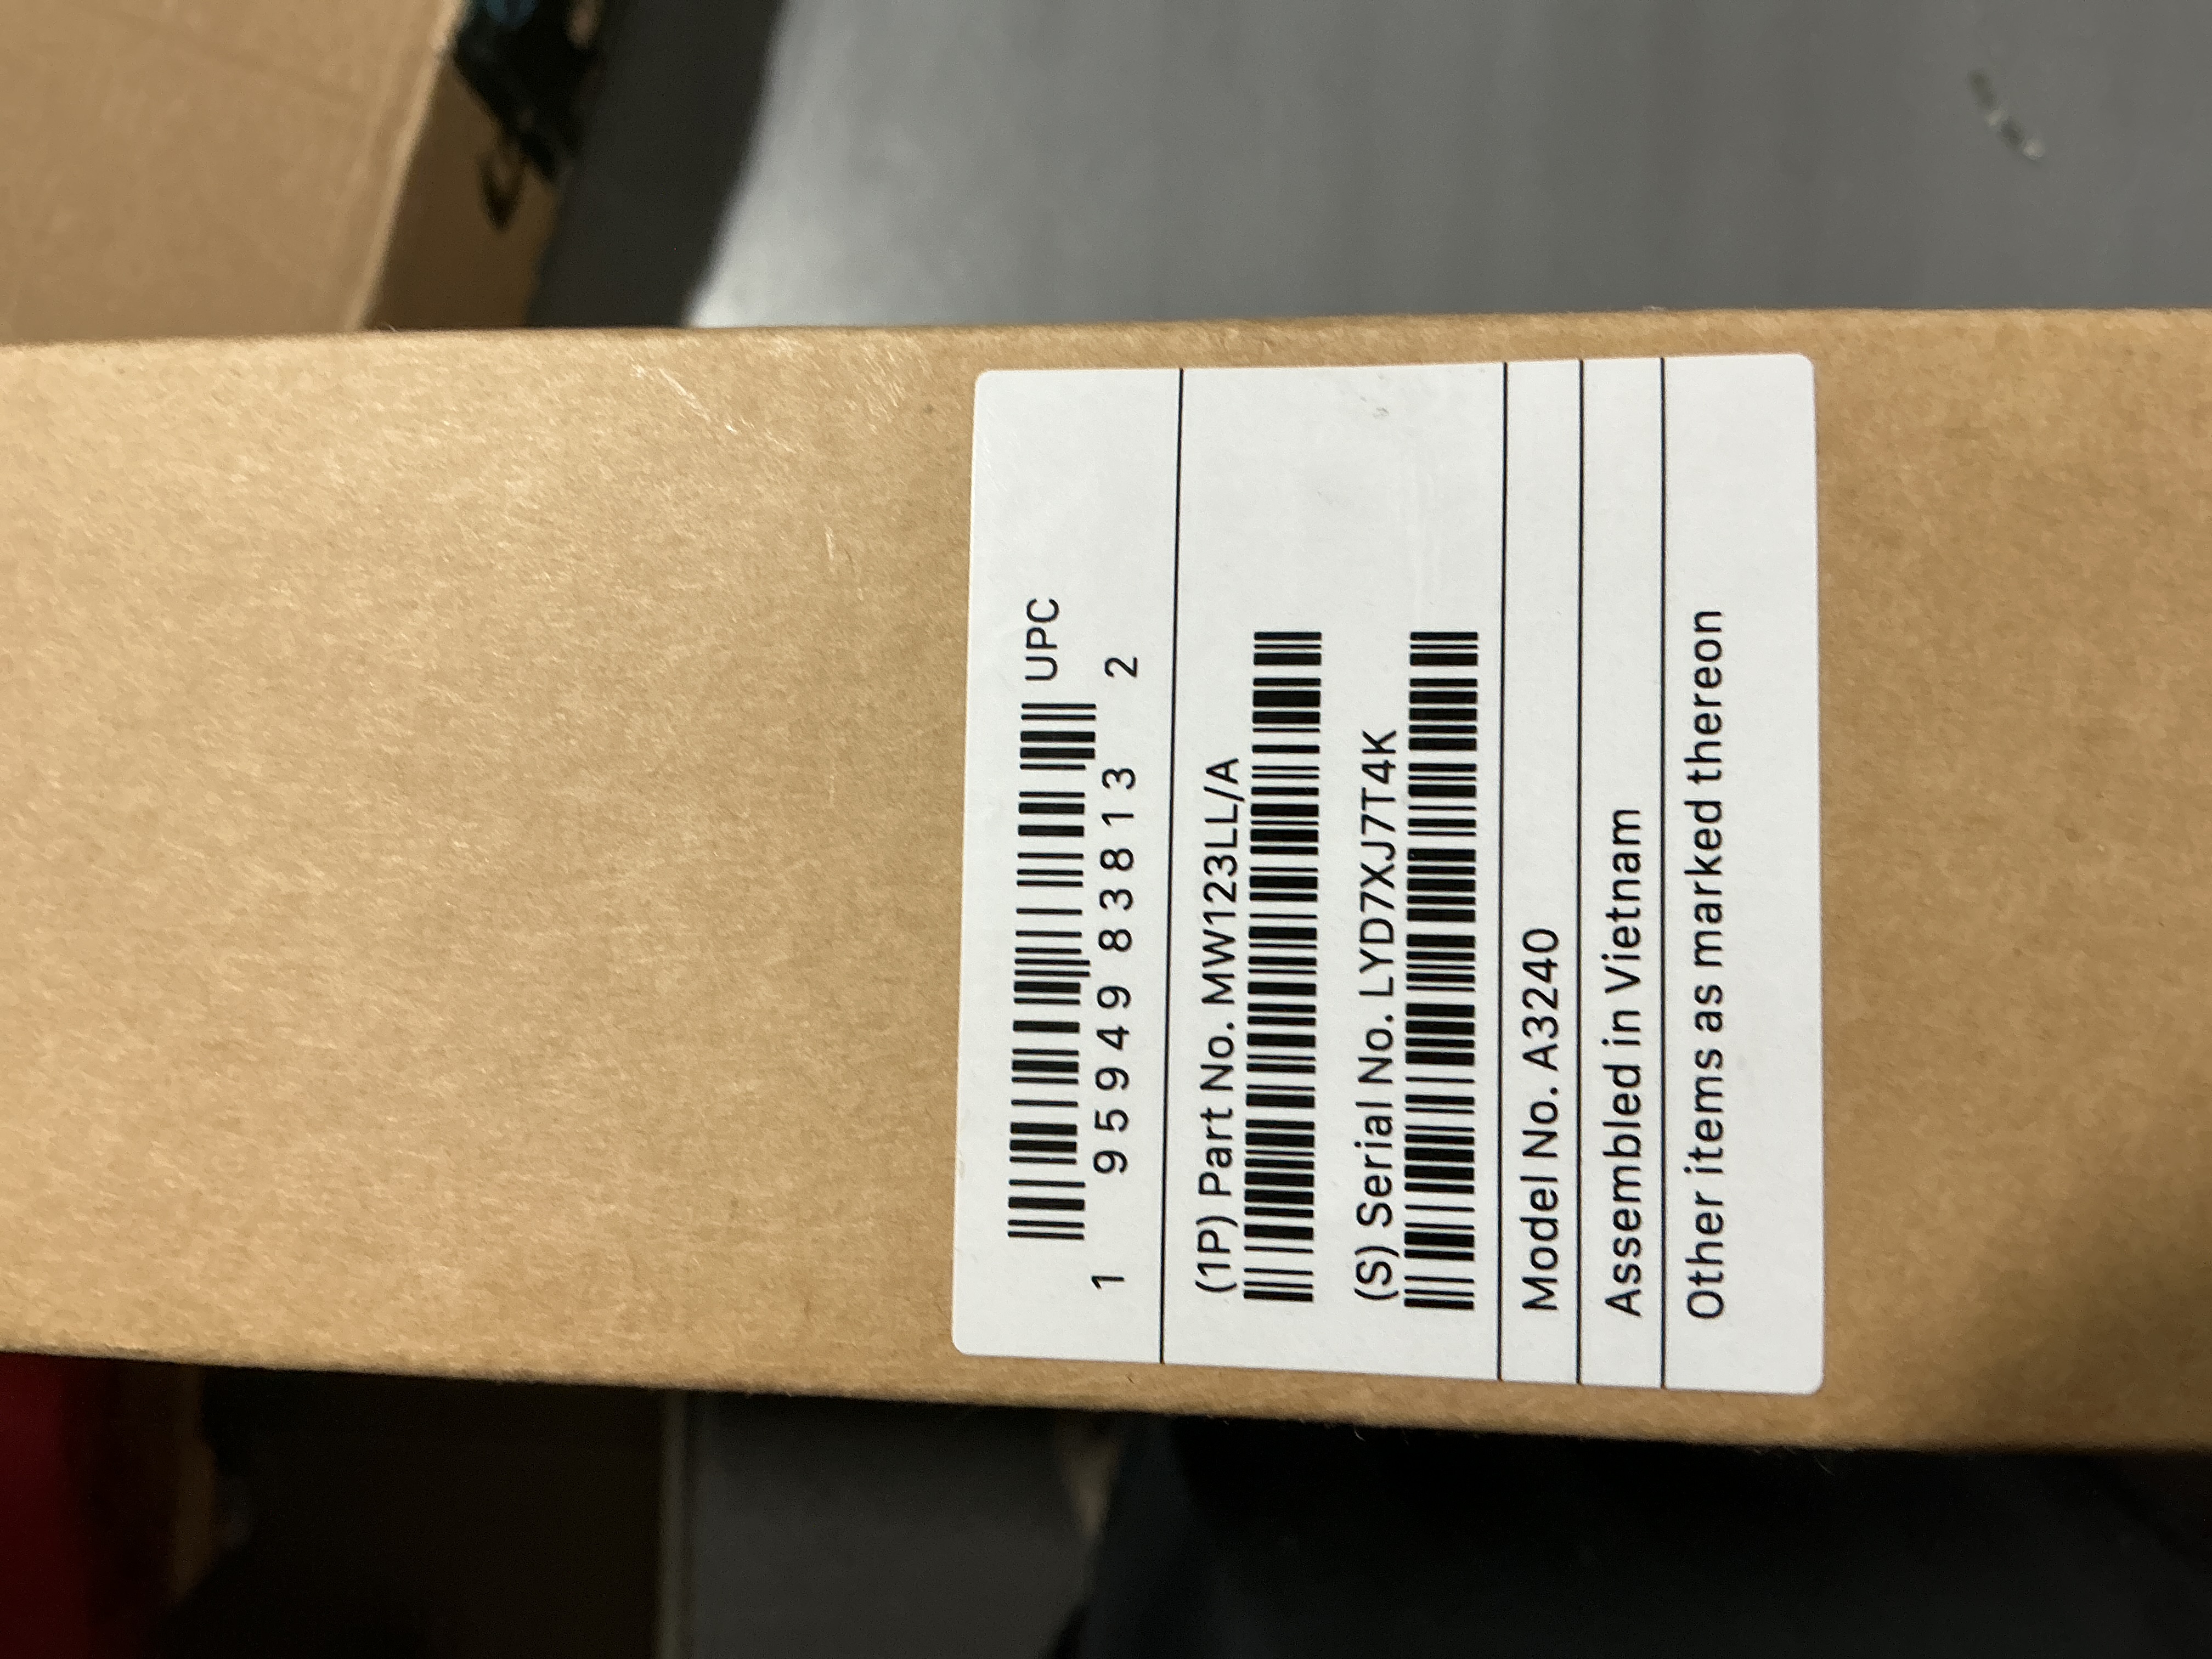 UPC
1 95949 83813 2
(1P) Part No. MW123LL/A
(S) Serial No. LYD7XJ7T4K
Model No. A3240
Assembled in Vietnam
Other items as marked thereon